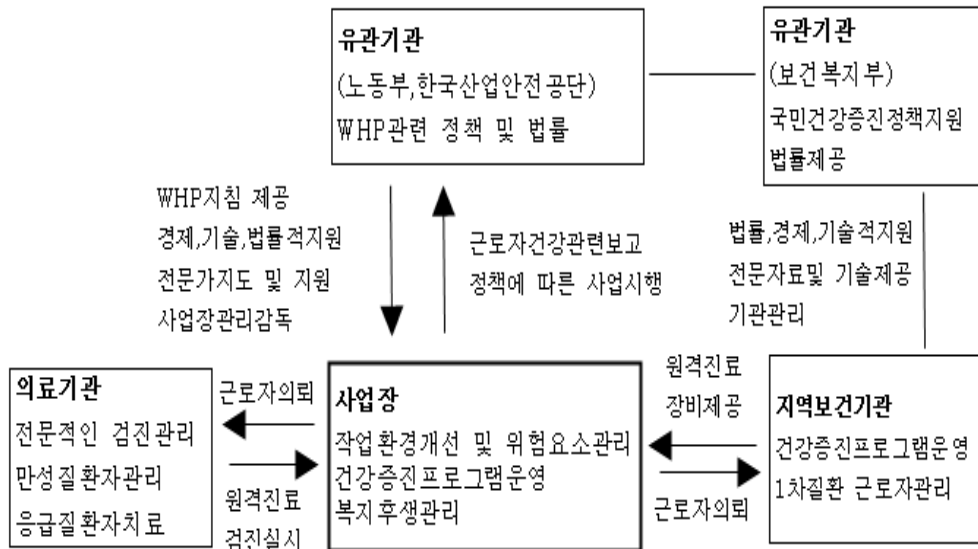 유관기관
(노동부,한국산업안전공단)
WHP관련 정책 및 법률
유관기관
(보건복지부)
국민건강증진정책지원
법률제공
WHP지침 제공
경제,기술,법률적지원
전문가지도 및 지원
사업장관리감독
근로자건강관련보고
정책에 따른 사업시행
법률,경제,기술적지원
전문자료및 기술제공
기관관리
의료기관
전문적인 검진관리
만성질환자관리
응급질환자치료
근로자의뢰
원격진료
검진실시
사업장
작업환경개선 및 위험요소관리
건강증진프로그램운영
복지후생관리
원격진료
장비제공
근로자의뢰
지역보건기관
건강증진프로그램운영
1차질환 근로자관리